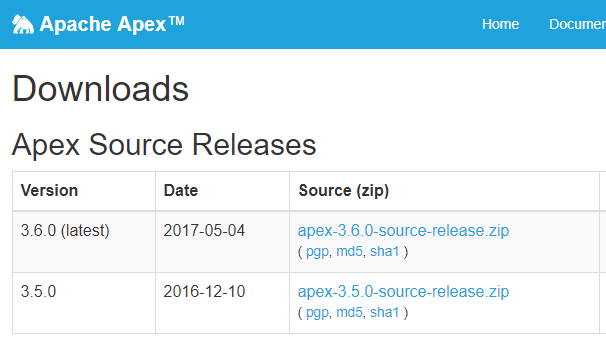 Apache Apex™ Home
Downloads
Apex Source Releases
Version Date Source (zip)
3.6.0 (latest) 2017-05-04 apex-3.6.0-source-release.zip
( pgp, md5, sha1 )
3.5.0 2016-12-10 apex-3.5.0-source-release.zip
( pgp, md5, sha1 )